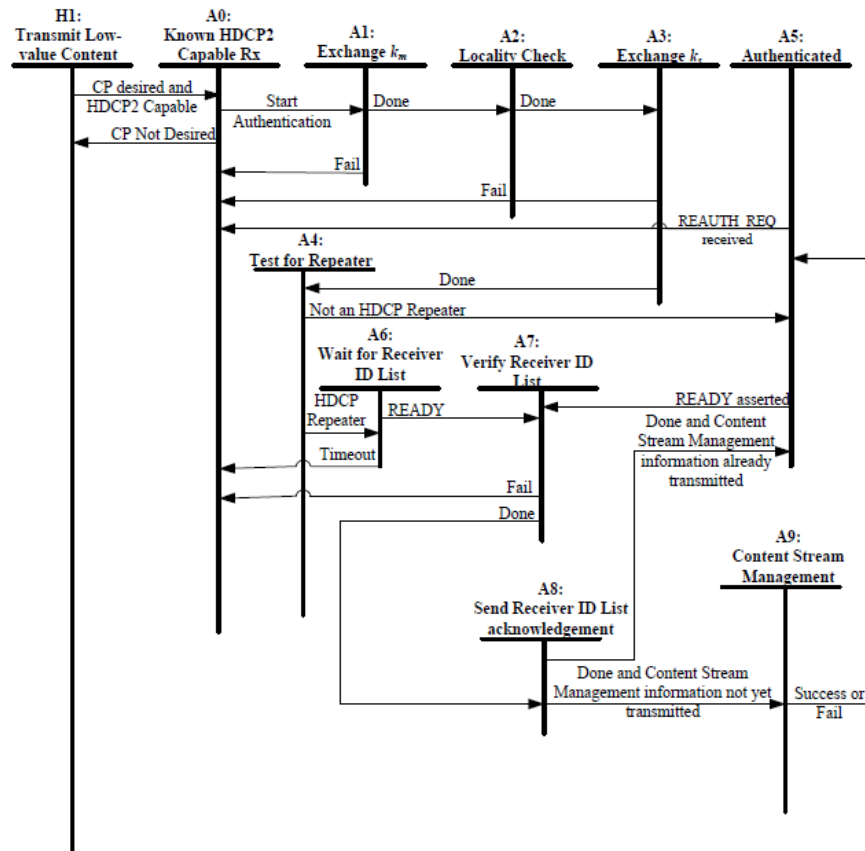 H1:
Transmit Low-
value Content
A0:
Known HDCP2
Capable Rx
A1:
Exchange km
A2:
Locality Check
A3:
Exchange ks
A5:
Authenticated
CP desired and
HDCP2 Capable
Start
Authentication
Done
Done
CP Not Desired
Fail
Fail
REAUTH_REQ
received
A4:
Test for Repeater
Done
Not an HDCP Repeater
A6:
Wait for Receiver
ID List
A7:
Verify Receiver ID
List
HDCP
Repeater
READY
READY asserted
Done and Content
Stream Management
information already
transmitted
Timeout
Fail
Done
A9:
Content Stream
Management
A8:
Send Receiver ID List
acknowledgement
Done and Content Stream
Management information not yet
transmitted
Success or
Fail